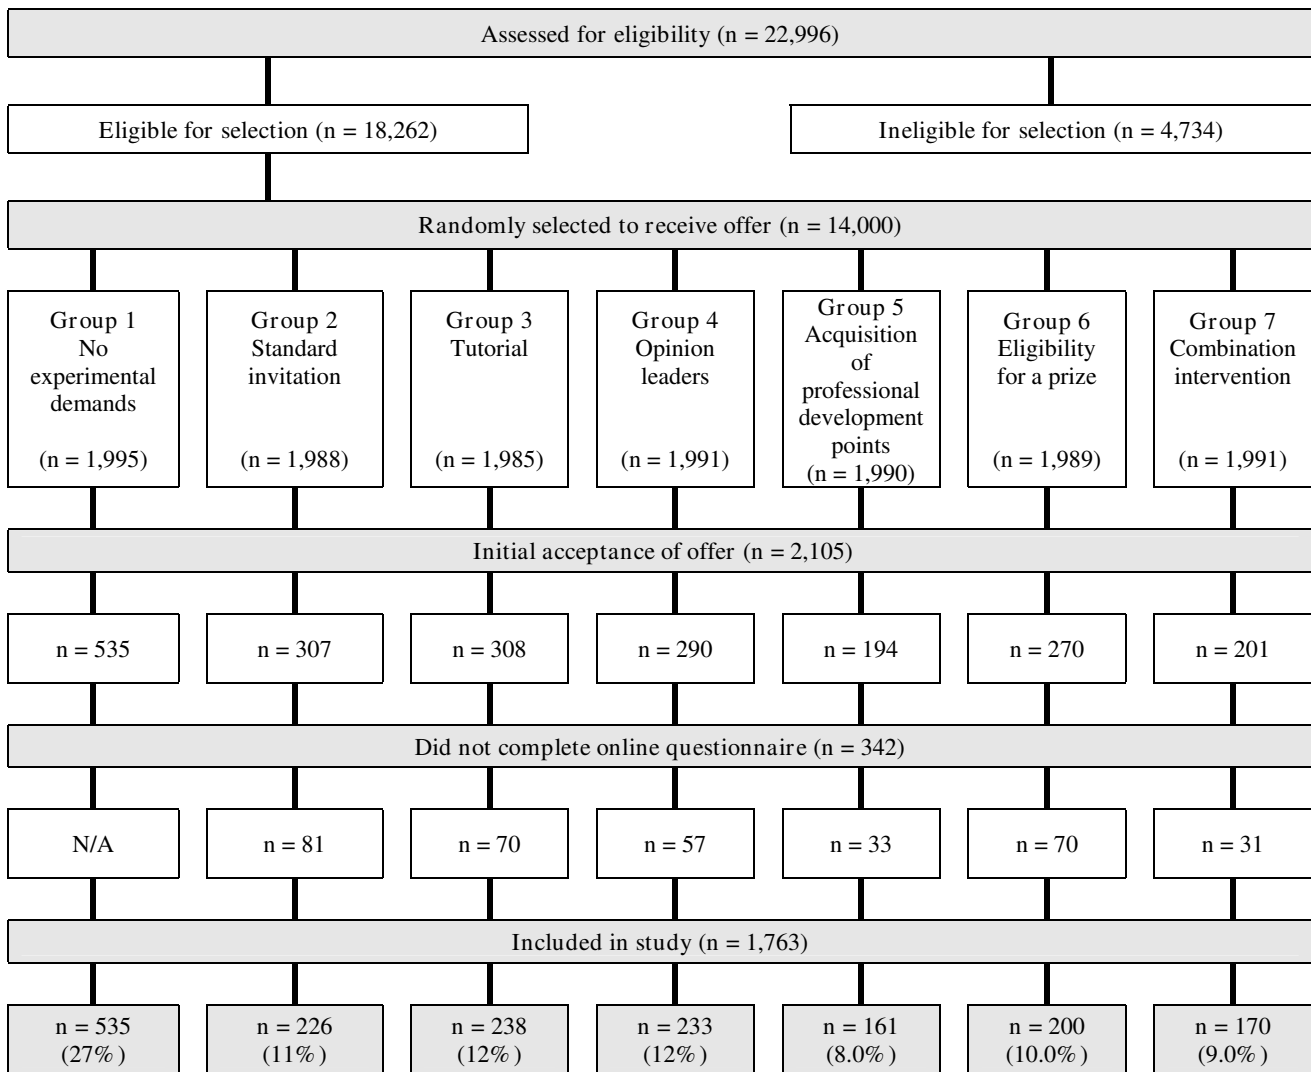 Assessed for eligibility (n = 22,996)
Eligible for selection (n = 18,262)
Ineligible for selection (n = 4,734)
Randomly selected to receive offer (n = 14,000)
Group 1
No
experimental
demands
(n = 1,995)
Group 2
Standard
invitation
(n = 1,988)
Group 3
Tutorial
(n = 1,985)
Group 4
Opinion
leaders
(n = 1,991)
Group 5
Acquisition
of
professional
development
points
(n = 1,990)
Group 6
Eligibility
for a prize
(n = 1,989)
Group 7
Combination
intervention
(n = 1,991)
Initial acceptance of offer (n = 2,105)
n = 535
n = 307
n = 308
n = 290
n = 194
n = 270
n = 201
Did not complete online questionnaire (n = 342)
N/A
n = 81
n = 70
n = 57
n = 33
n = 70
n = 31
Included in study (n = 1,763)
n = 535
(27%)
n = 226
(11%)
n = 238
(12%)
n = 233
(12%)
n = 161
(8.0%)
n = 200
(10.0%)
n = 170
(9.0%)